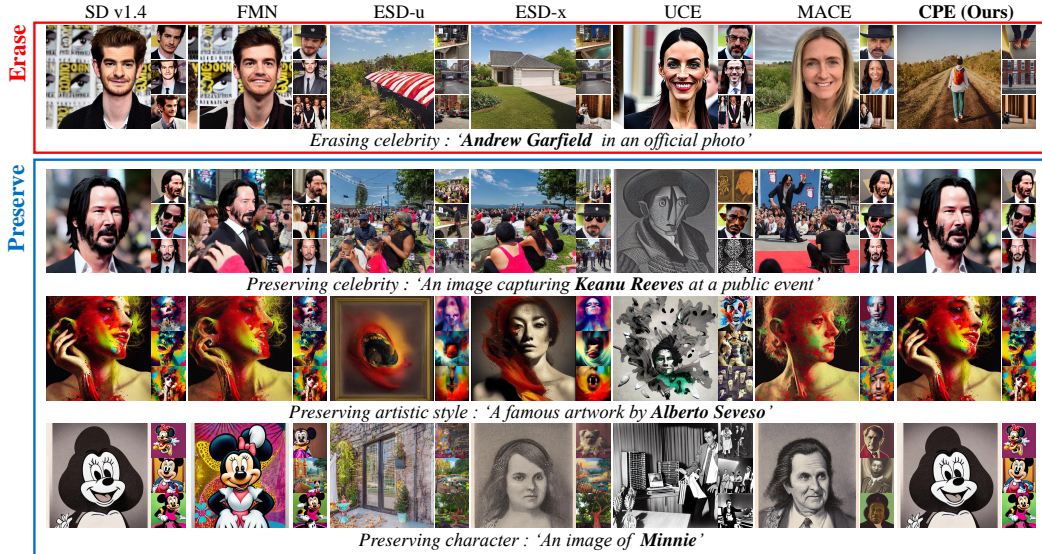 SD v1.4 FMN ESD-u ESD-x UCE MACE CPE (Ours)
Erase
Erasing celebrity : ‘Andrew Garfield in an official photo’
Preserve
Preserving celebrity : ‘An image capturing Keanu Reeves at a public event’
Preserving artistic style : ‘A famous artwork by Alberto Seveso’
Preserving character : ‘An image of Minnie’